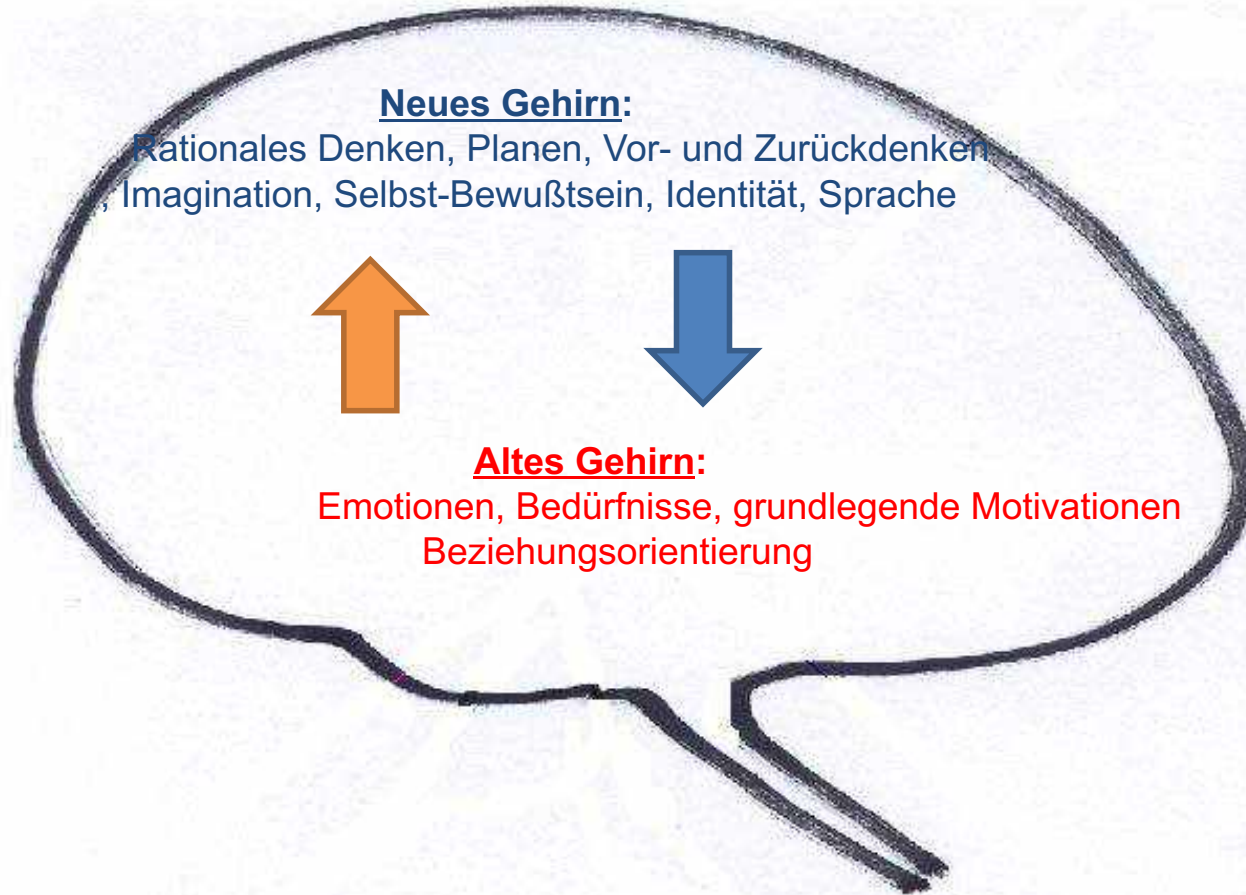 Neues Gehirn:
Rationales Denken, Planen, Vor- und Zurückdenken
, Imagination, Selbst-Bewußtsein, Identität, Sprache
Altes Gehirn:
Emotionen, Bedürfnisse, grundlegende Motivationen
Beziehungsorientierung